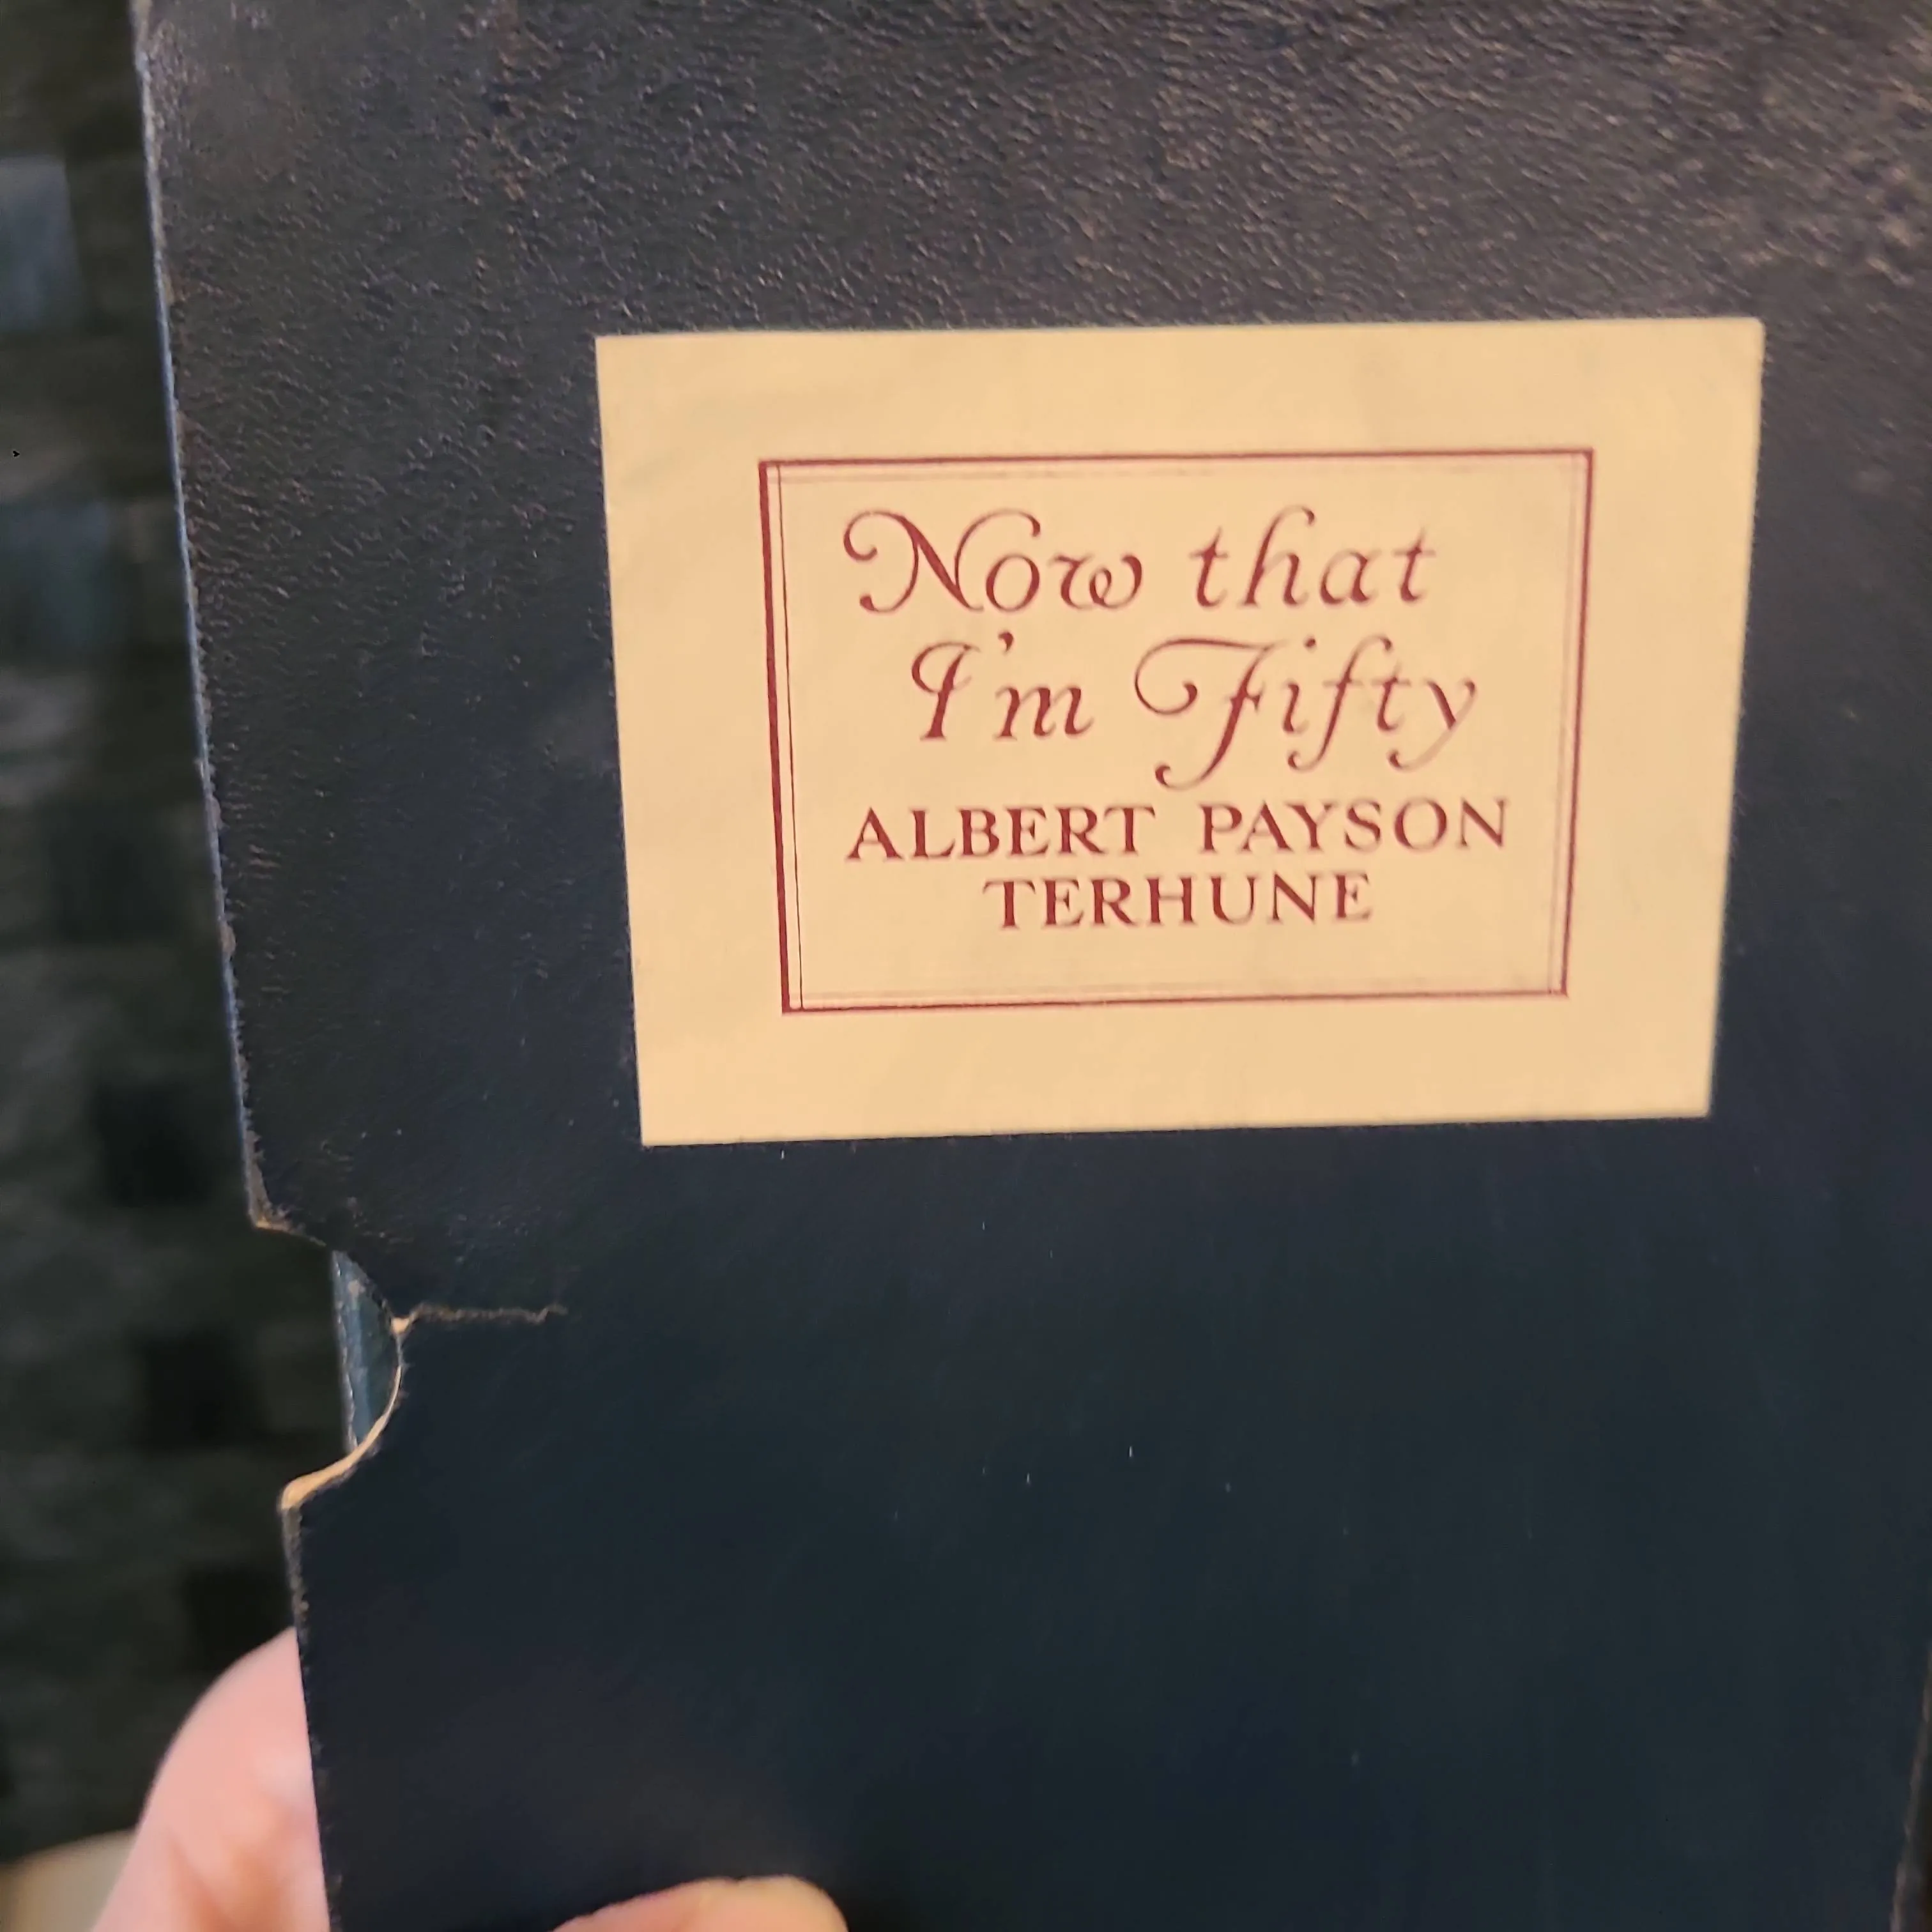 Now that
I'm Fifty
ALBERT PAYSON
TERHUNE